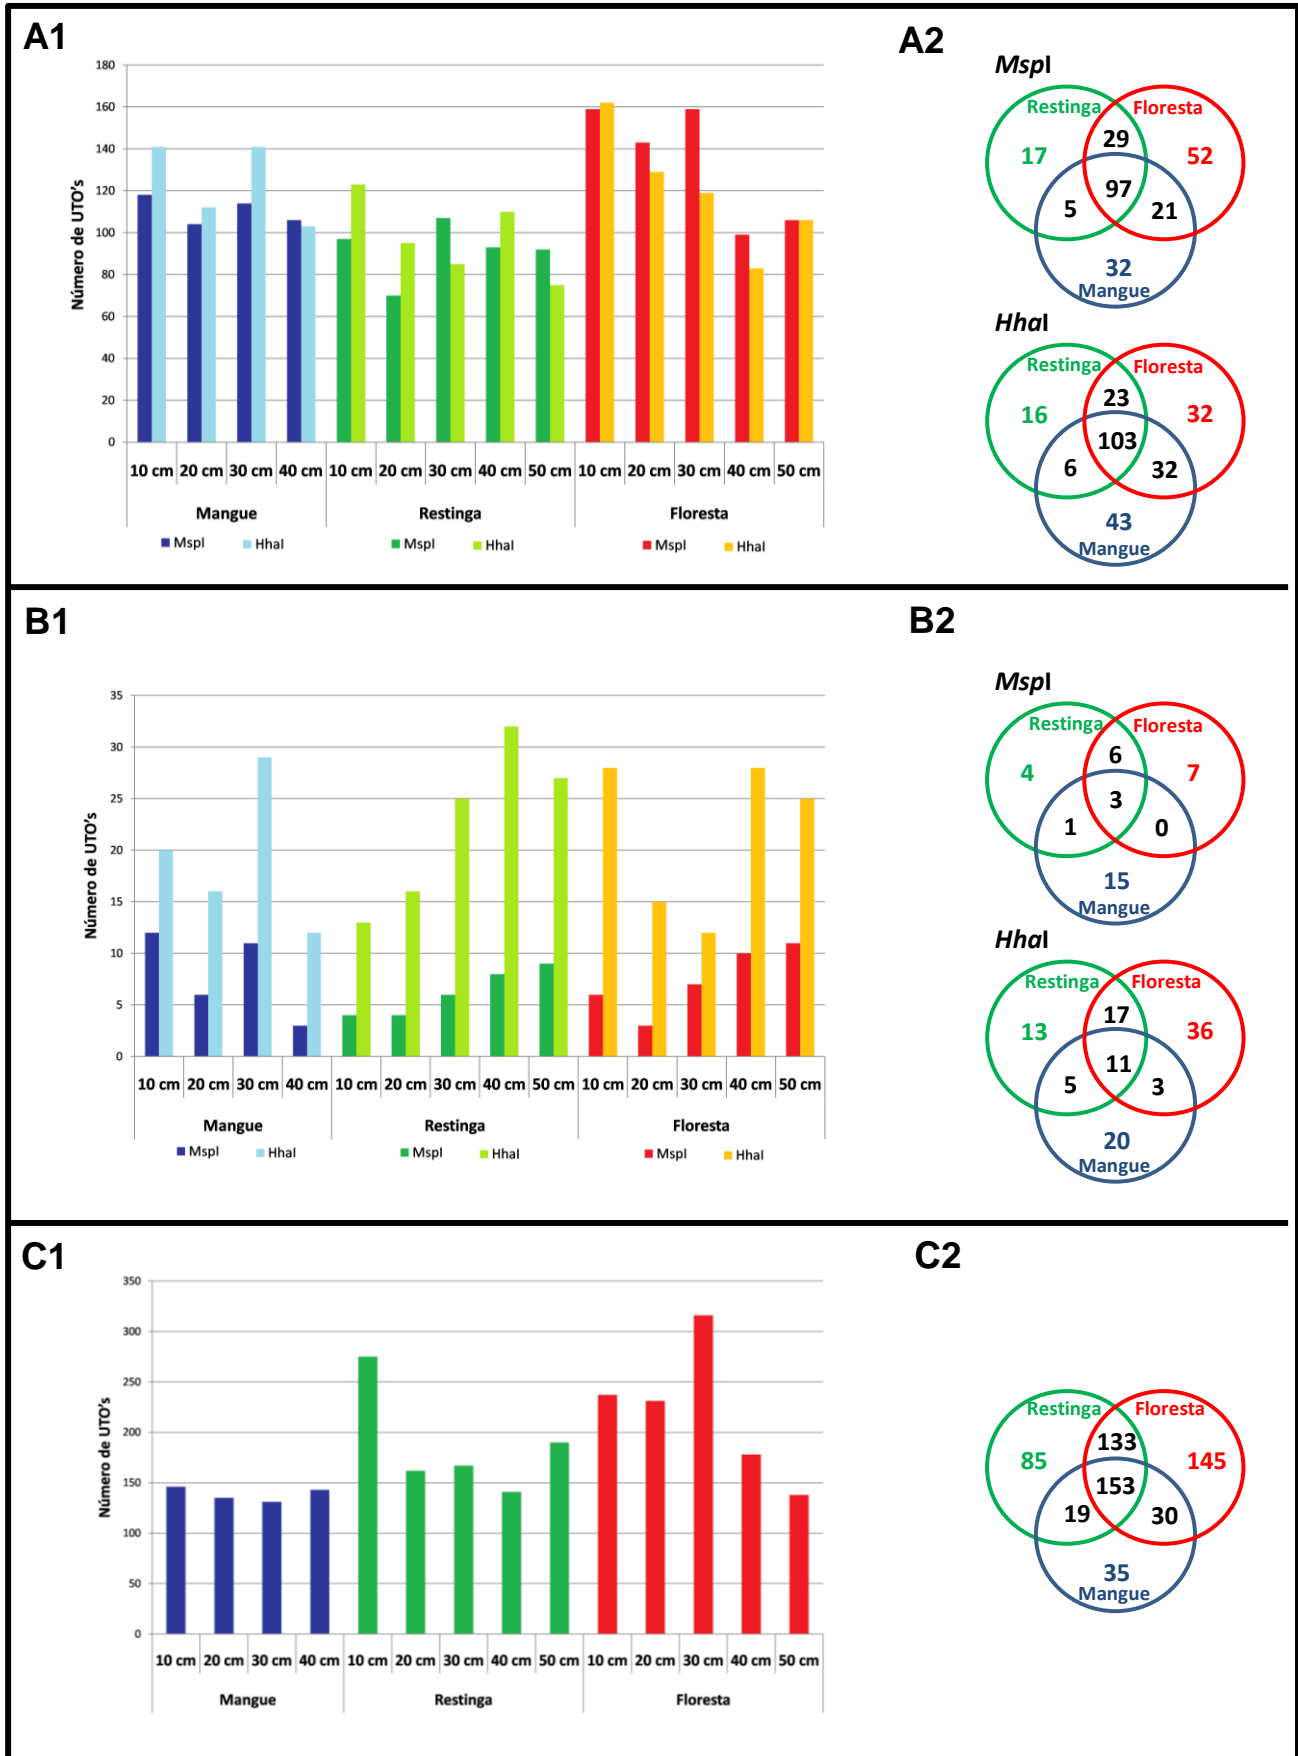 A1
Número de UTO's
180
160
140
120
100
80
60
40
20
0
10 cm 20 cm 30 cm 40 cm 10 cm 20 cm 30 cm 40 cm 50 cm 10 cm 20 cm 30 cm 40 cm 50 cm
Mangue Restinga Floresta
MspI HhaI MspI HhaI MspI HhaI
A2
MspI
Restinga Floresta
29
17 52
97
5 21
32
Mangue
HhaI
Restinga Floresta
23
16 32
103
6 32
43
Mangue
B1
Número de UTO's
35
30
25
20
15
10
5
0
10 cm 20 cm 30 cm 40 cm 10 cm 20 cm 30 cm 40 cm 50 cm 10 cm 20 cm 30 cm 40 cm 50 cm
Mangue Restinga Floresta
MspI HhaI MspI HhaI MspI HhaI
B2
MspI
Restinga Floresta
6
4 7
3
1 0
15
Mangue
HhaI
Restinga Floresta
17
13 36
11
5 3
20
Mangue
C1
Número de UTO's
350
300
250
200
150
100
50
0
10 cm 20 cm 30 cm 40 cm 10 cm 20 cm 30 cm 40 cm 50 cm 10 cm 20 cm 30 cm 40 cm 50 cm
Mangue Restinga Floresta
C2
Restinga Floresta
133
85 145
153
19 30
35
Mangue